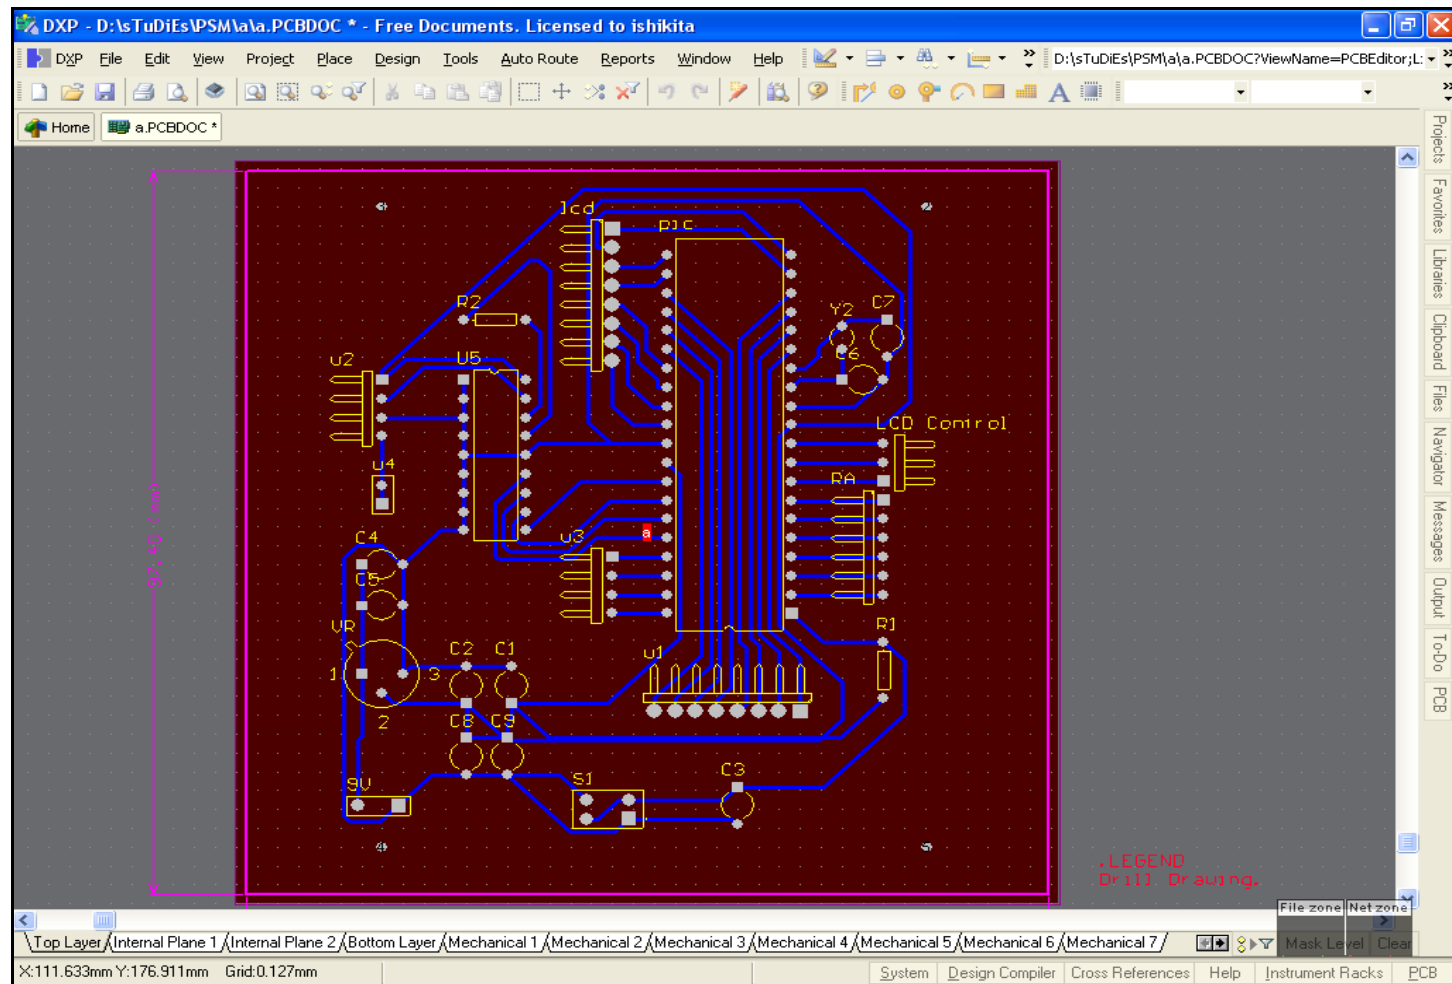 DXP - D:\sTuDiEs\PSM\a\a.PCBDOC * - Free Documents. Licensed to ishikita
DXP File Edit View Project Place Design Tools Auto Route Reports Window Help D:\sTuDiEs\PSM\a\a.PCBDOC?ViewName=PCBEditor;L:
Home a.PCBDOC *
Projects
Favorites
Libraries
Clipboard
Files
Navigator
Messages
Output
To-Do
PCB
lcd
pic
R2
Y2 C7
C6
u2 U5
LCD Control
u4
RA
a
C4 u3
C5
VR R1
C2 C1 u1
1 3
2 C8 C9
9V S1 C3
.LEGEND
Drill Drawing.
File zone Net zone
Top Layer Internal Plane 1 Internal Plane 2 Bottom Layer Mechanical 1 Mechanical 2 Mechanical 3 Mechanical 4 Mechanical 5 Mechanical 6 Mechanical 7 Mask Level Clear
X:111.633mm Y:176.911mm Grid:0.127mm System Design Compiler Cross References Help Instrument Racks PCB